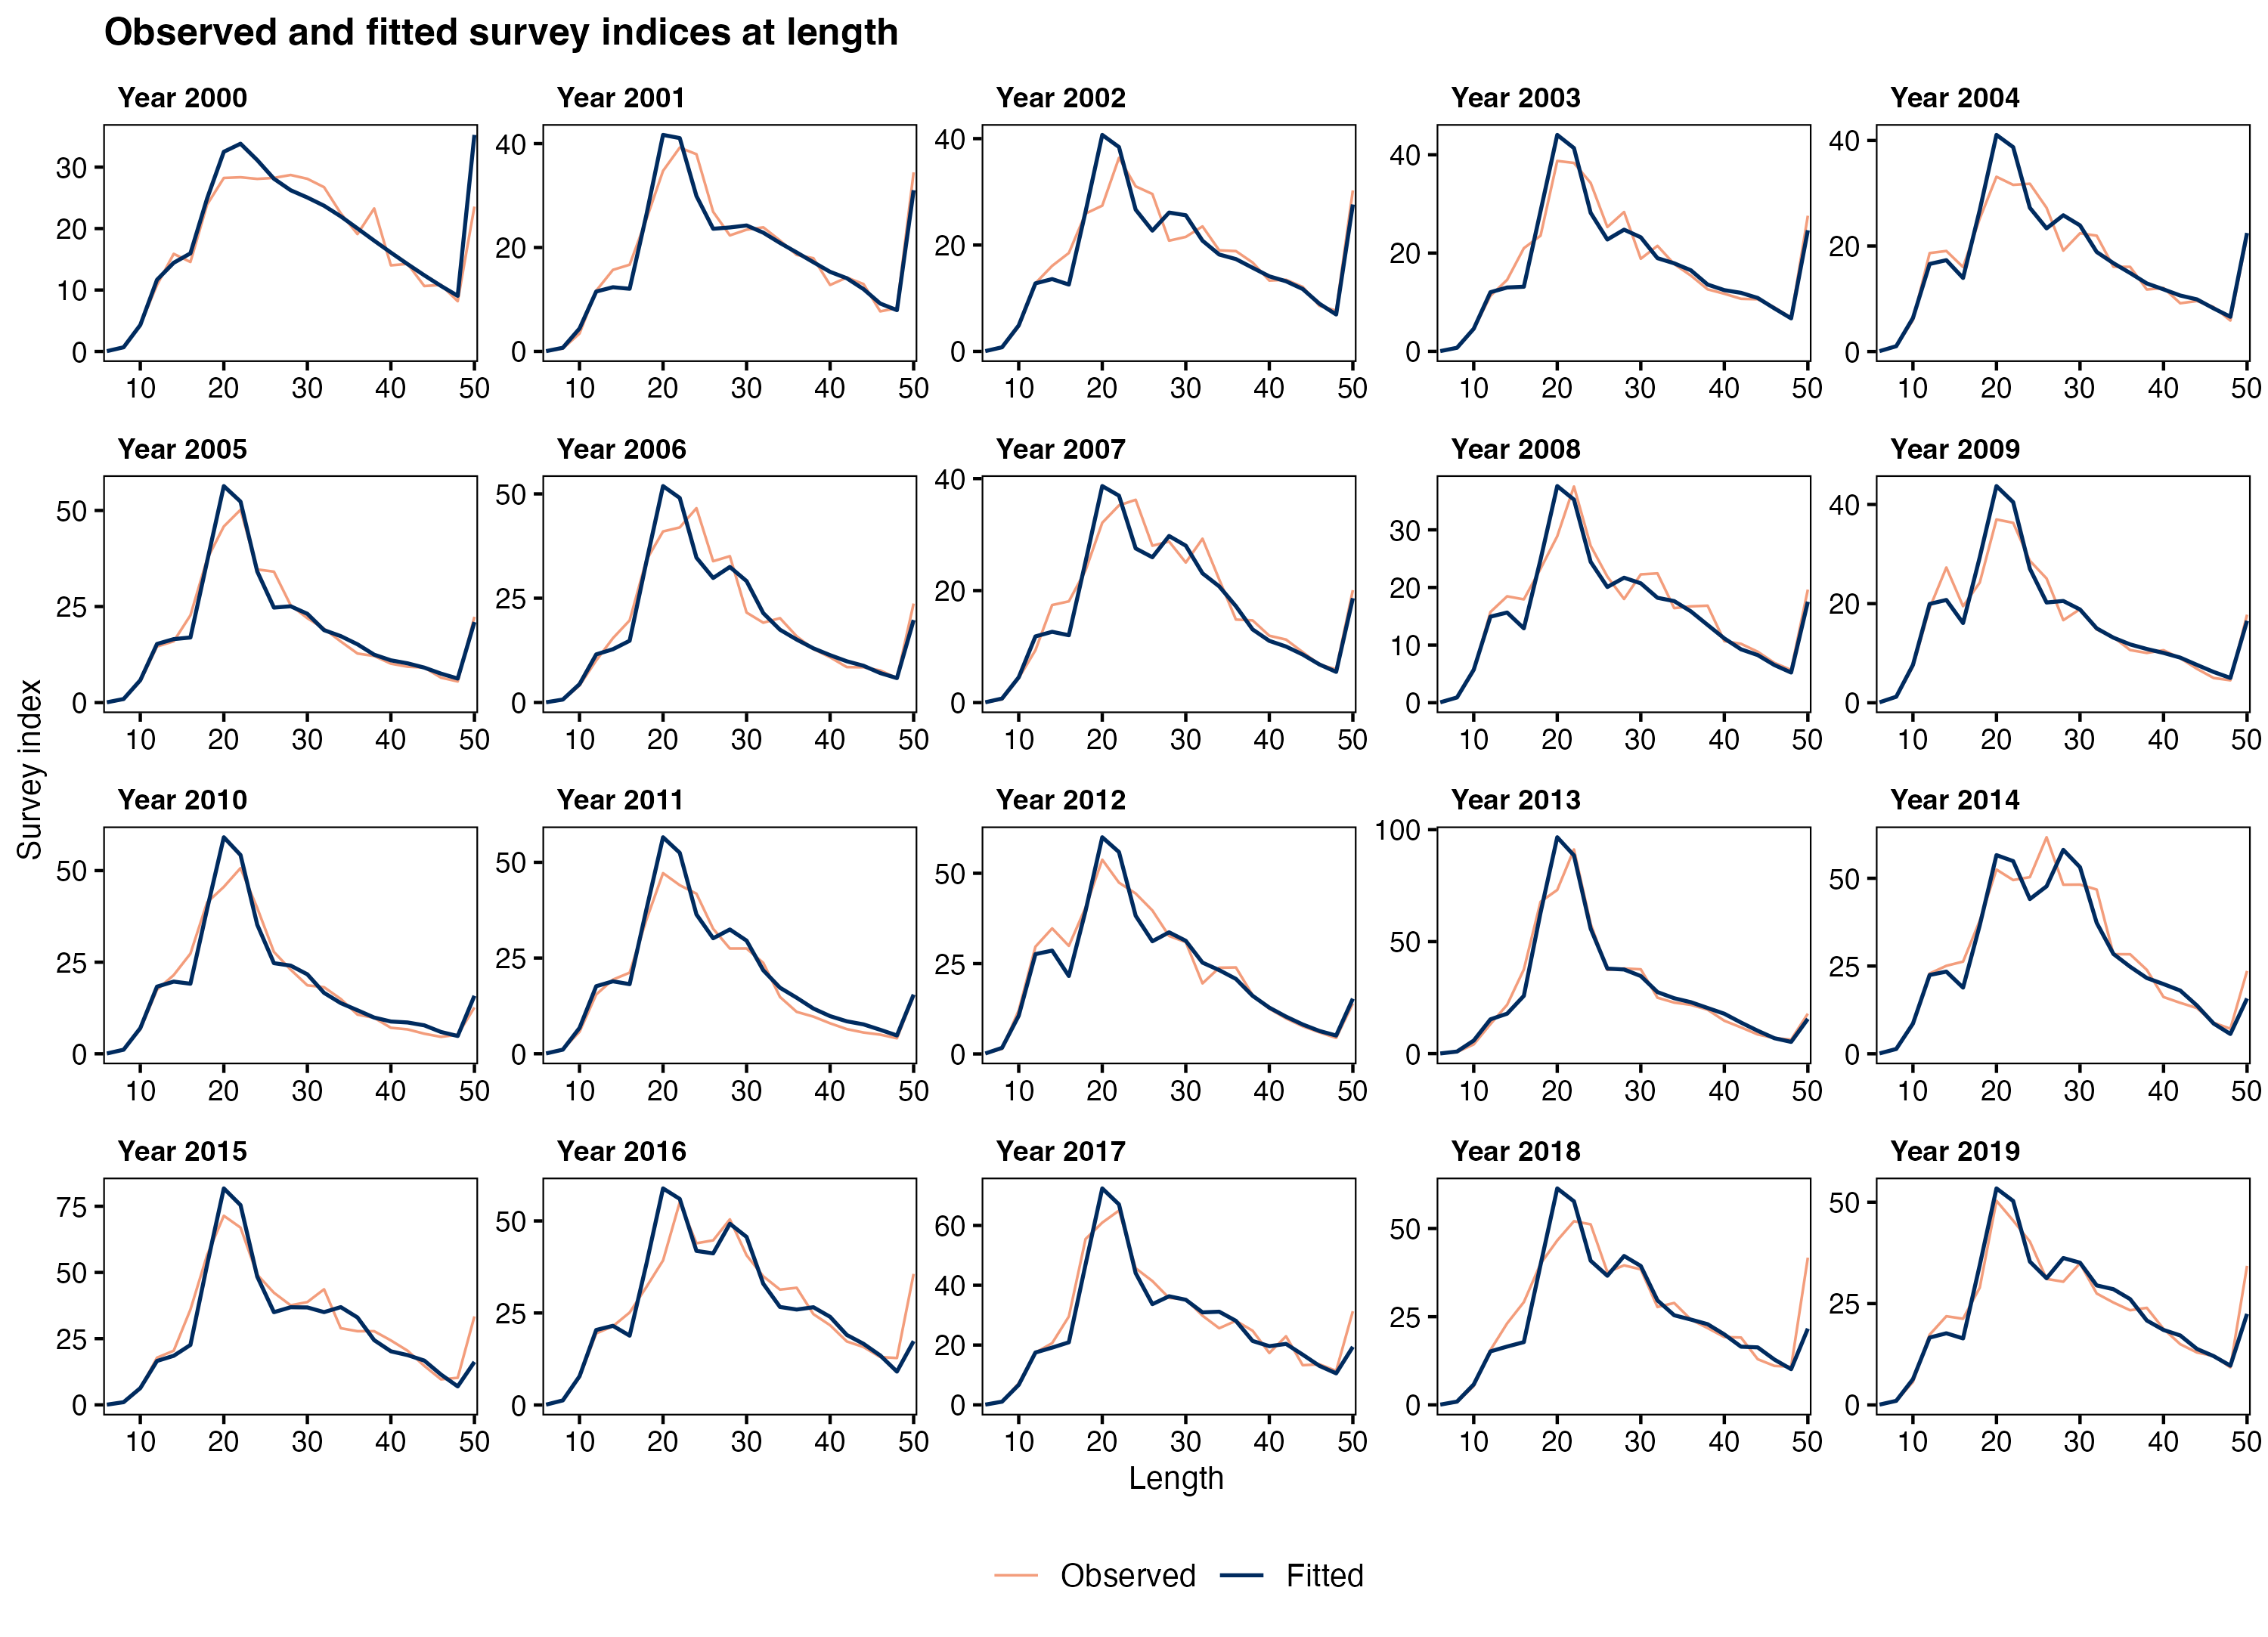 Observed and fitted survey indices at length
Year 2000
Year 2001
Year 2002
Year 2003
Year 2004
30
20
10
0
40
20
0
40
20
0
40
20
0
40
20
0
10 20 30 40 50
10 20 30 40 50
10 20 30 40 50
10 20 30 40 50
10 20 30 40 50
Year 2005
Year 2006
Year 2007
Year 2008
Year 2009
50
25
0
50
25
0
40
20
0
30
20
10
0
40
20
0
10 20 30 40 50
10 20 30 40 50
10 20 30 40 50
10 20 30 40 50
10 20 30 40 50
Survey index
Year 2010
Year 2011
Year 2012
Year 2013
Year 2014
50
25
0
50
25
0
50
25
0
100
50
0
50
25
0
10 20 30 40 50
10 20 30 40 50
10 20 30 40 50
10 20 30 40 50
10 20 30 40 50
Year 2015
Year 2016
Year 2017
Year 2018
Year 2019
75
50
25
0
50
25
0
60
40
20
0
50
25
0
50
25
0
10 20 30 40 50
10 20 30 40 50
10 20 30 40 50
10 20 30 40 50
10 20 30 40 50
Length
Observed
Fitted